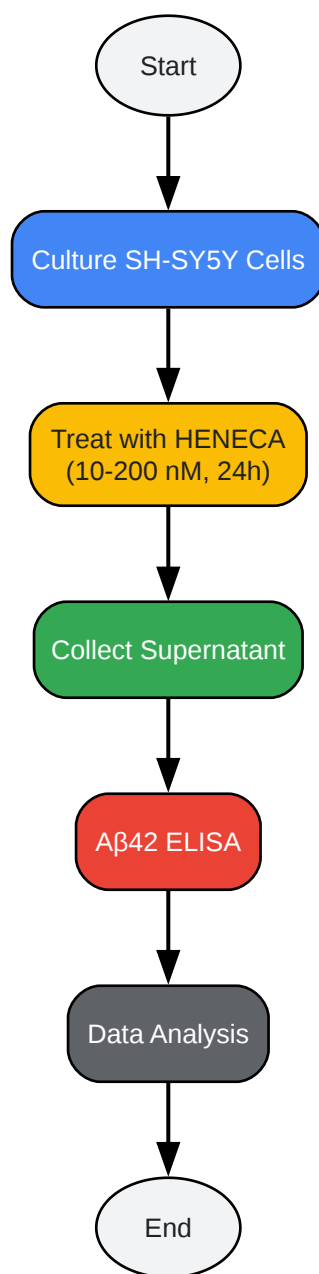 Start
Culture SH-SY5Y Cells
Treat with HENECA
(10-200 nM, 24h)
Collect Supernatant
Aβ42 ELISA
Data Analysis
End